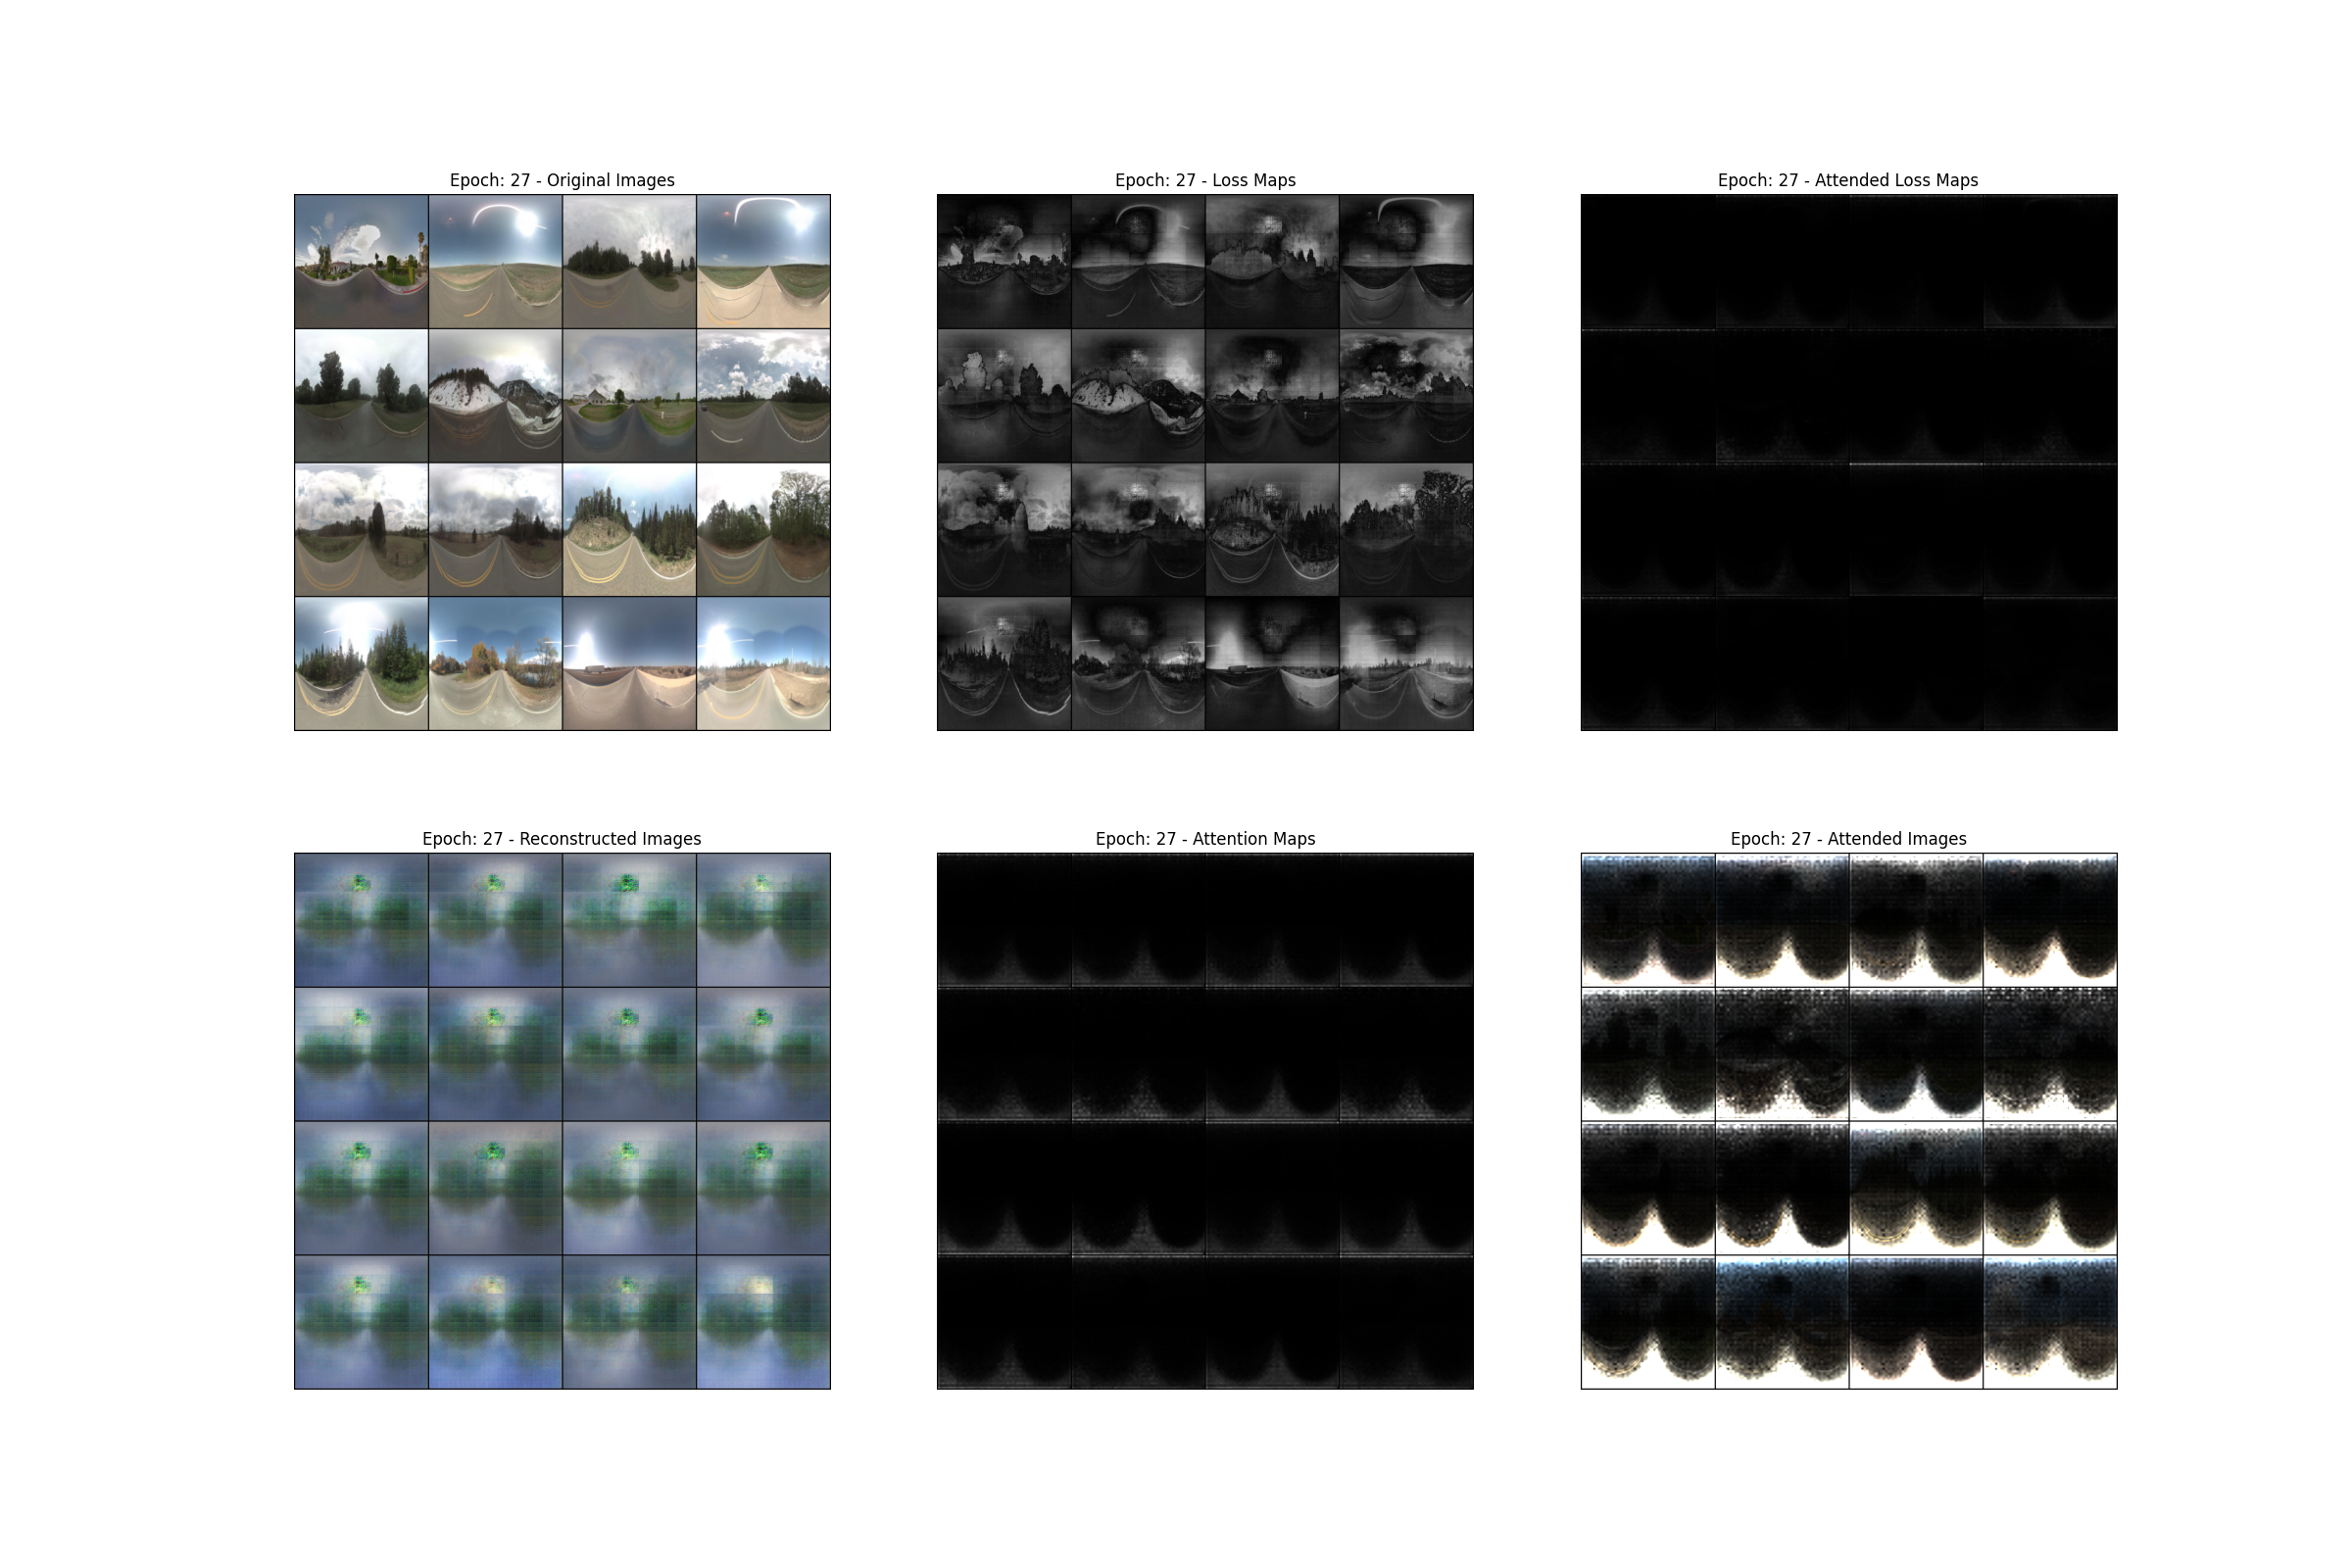 Epoch: 27 - Original Images
Epoch: 27 - Loss Maps
Epoch: 27 - Attended Loss Maps
Epoch: 27 - Reconstructed Images
Epoch: 27 - Attention Maps
Epoch: 27 - Attended Images